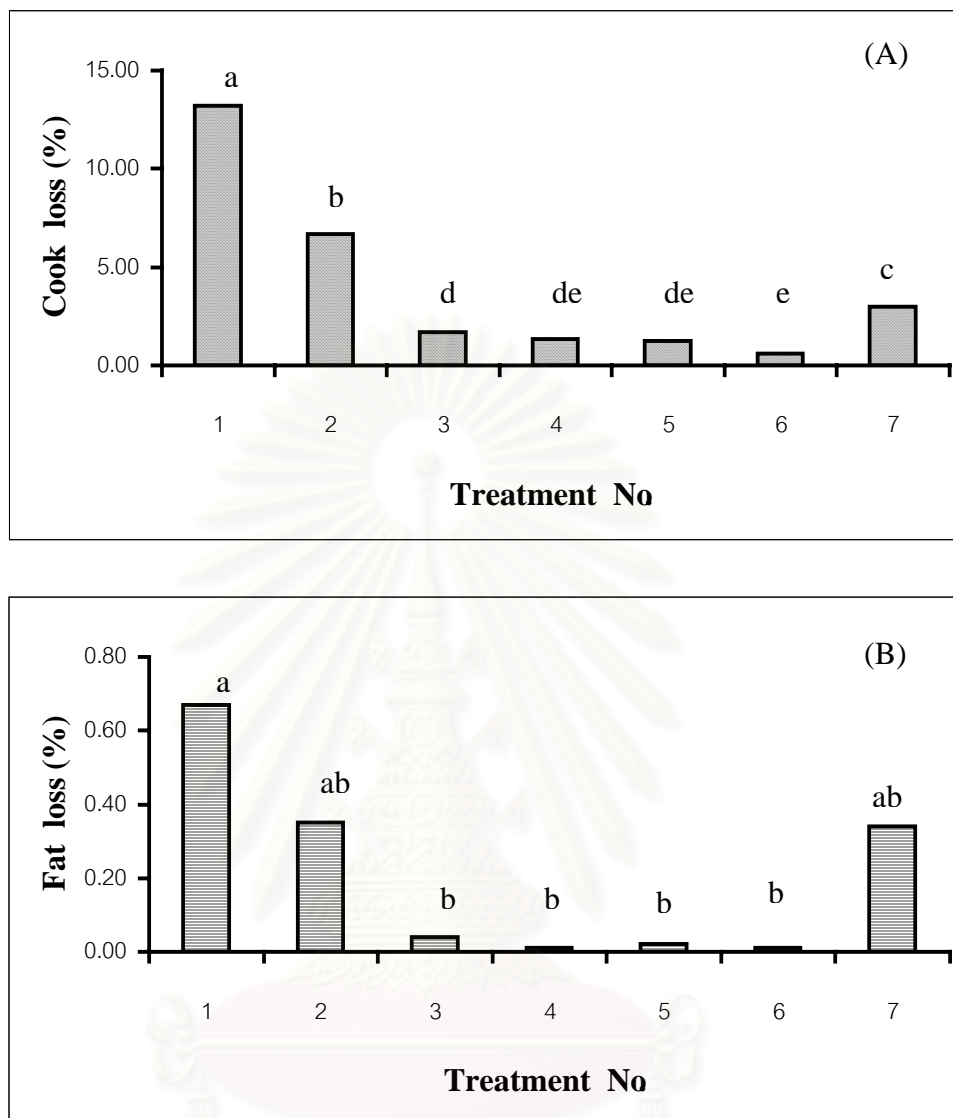 (A)
15.00
a
10.00
b
5.00
d de de e c
0.00
1 2 3 4 5 6 7
Cook loss (%)
Treatment No.
(B)
0.80
a
0.60
0.40
ab ab
0.20
b b b b
0.00
1 2 3 4 5 6 7
Fat loss (%)
Treatment No